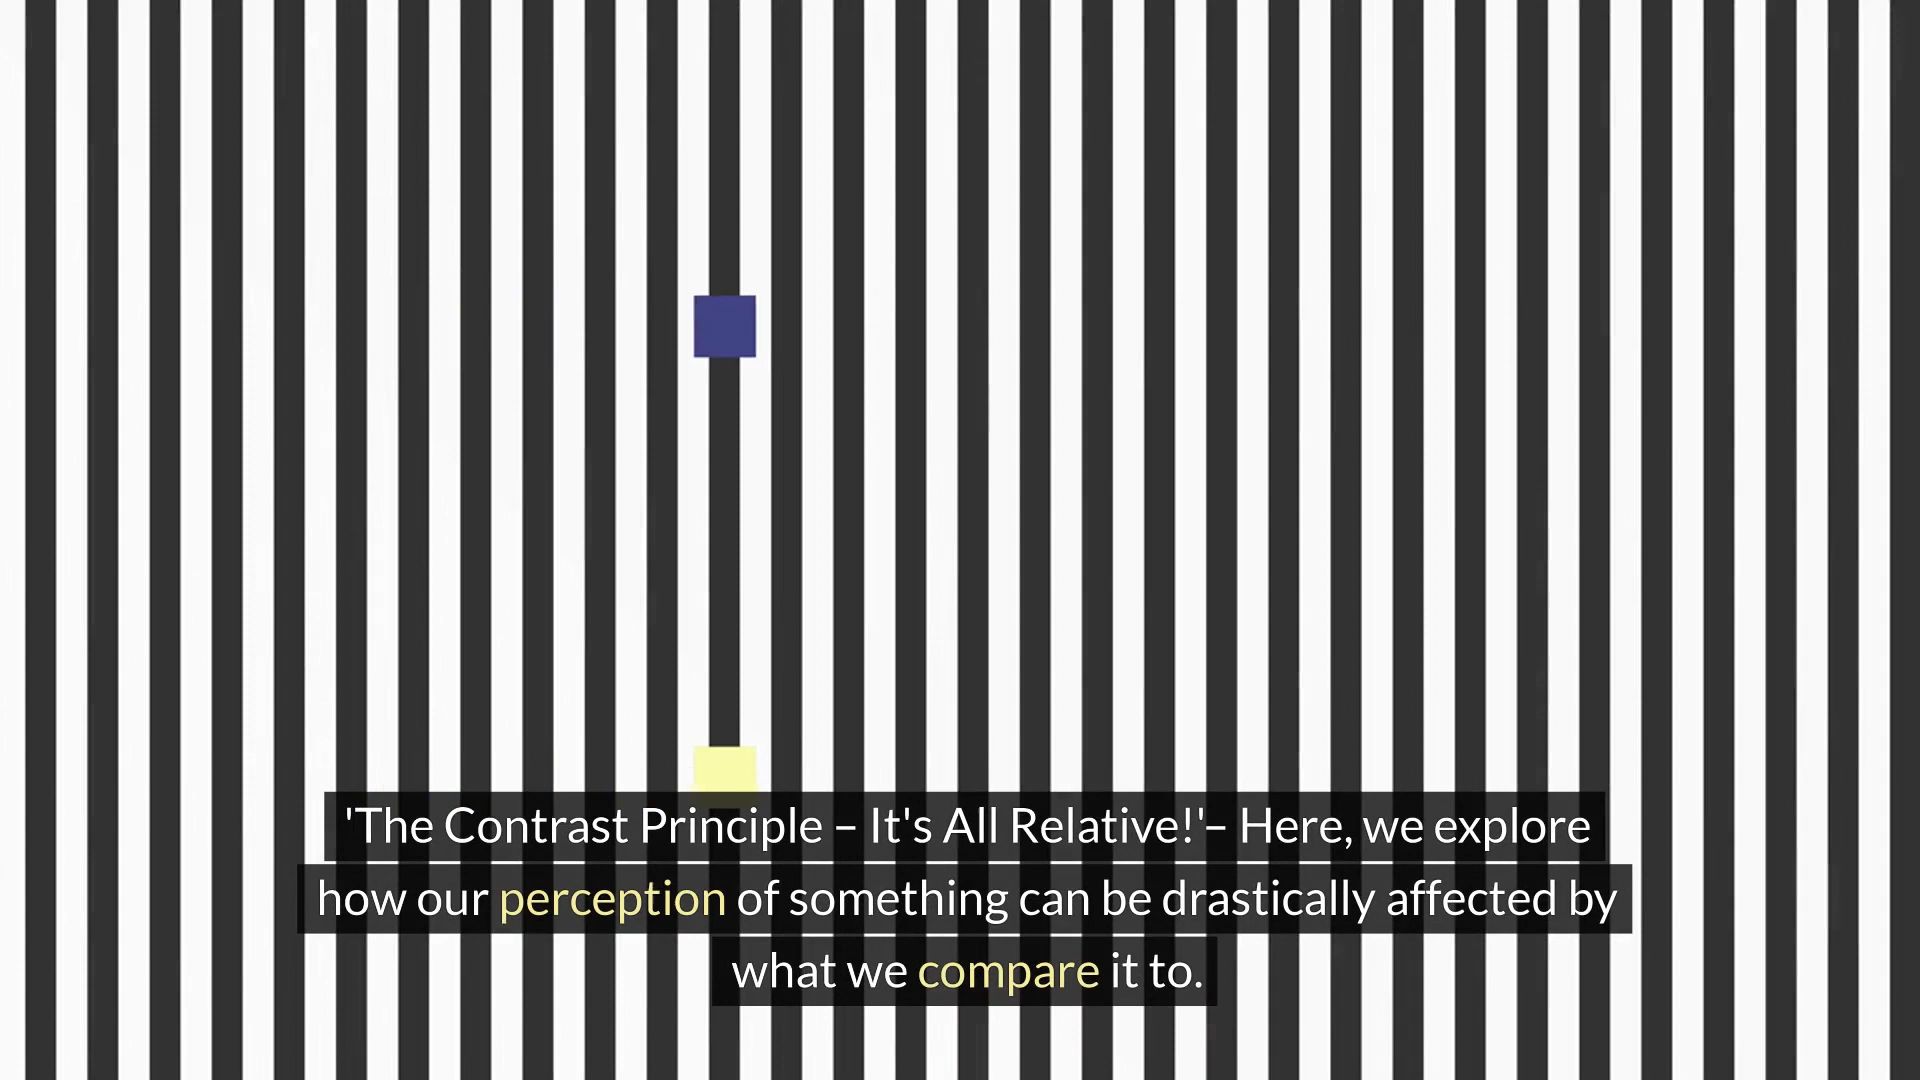 'The Contrast Principle – It's All Relative!'– Here, we explore
how our perception of something can be drastically affected by
what we compare it to.